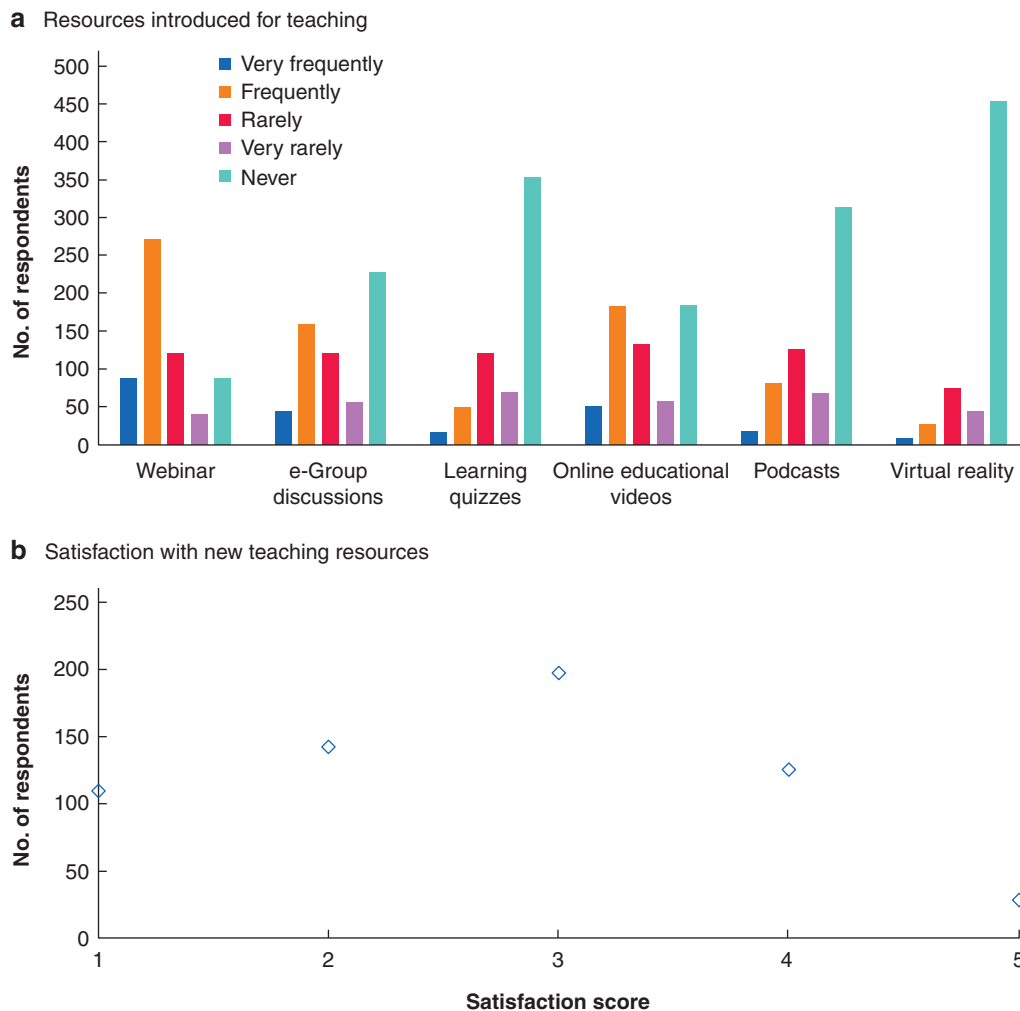 a Resources introduced for teaching
500
450
400
350
300
250
200
150
100
50
0
No. of respondents
Very frequently
Frequently
Rarely
Very rarely
Never
Webinar
e-Group
discussions
Learning
quizzes
Online educational
videos
Podcasts
Virtual reality
b Satisfaction with new teaching resources
250
200
150
100
50
0
No. of respondents
1 2 3 4 5
Satisfaction score